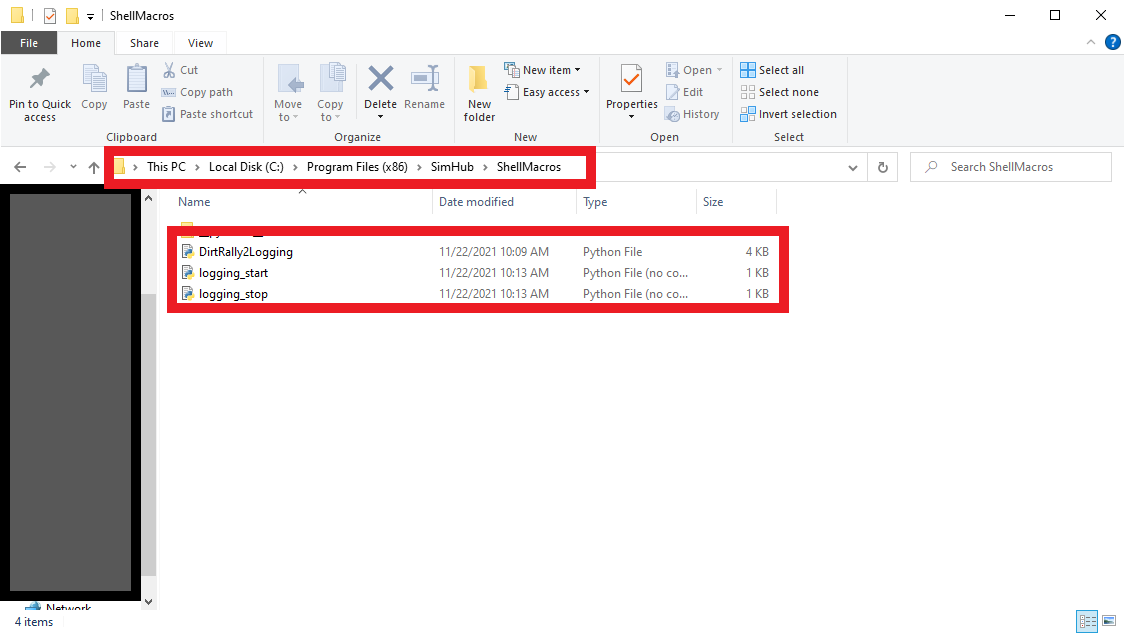 ShellMacros
File Home Share View
Pin to Quick access
Copy
Paste
Cut
Copy path
Paste shortcut
Clipboard
Move to
Copy to
Delete
Rename
Organize
New folder
New item
Easy access
New
Properties
Open
Edit
History
Open
Select all
Select none
Invert selection
Select
This PC > Local Disk (C:) > Program Files (x86) > SimHub > ShellMacros
Search ShellMacros
Name Date modified Type Size
DirtRally2Logging 11/22/2021 10:09 AM Python File 4 KB
logging_start 11/22/2021 10:13 AM Python File (no co... 1 KB
logging_stop 11/22/2021 10:13 AM Python File (no co... 1 KB
Network
4 items